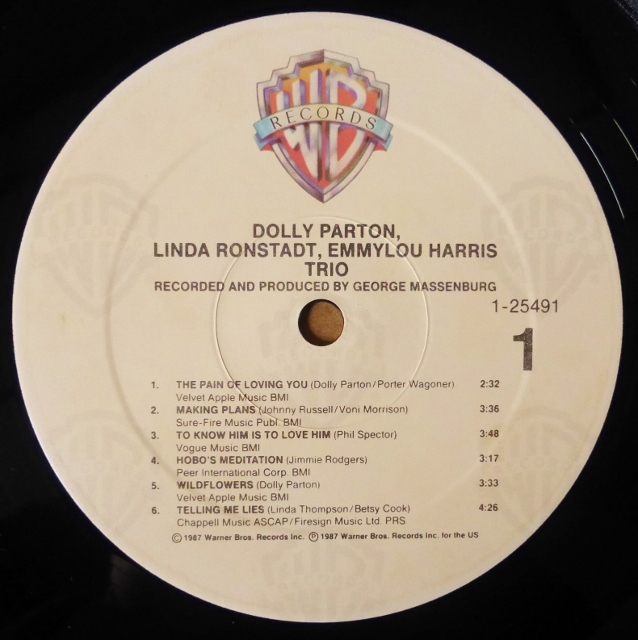 WB
RECORDS
DOLLY PARTON,
LINDA RONSTADT, EMMYLOU HARRIS
TRIO
RECORDED AND PRODUCED BY GEORGE MASSENBURG
1-25491
1
1. THE PAIN OF LOVING YOU (Dolly Parton/Porter Wagoner) 2:32
Velvet Apple Music BMI
2. MAKING PLANS (Johnny Russell/Voni Morrison) 3:36
Sure-Fire Music Publ. BMI
3. TO KNOW HIM IS TO LOVE HIM (Phil Spector) 3:48
Vogue Music BMI
4. HOBO'S MEDITATION (Jimmie Rodgers) 3:17
Peer International Corp. BMI
5. WILDFLOWERS (Dolly Parton) 3:33
Velvet Apple Music BMI
6. TELLING ME LIES (Linda Thompson/Betsy Cook) 4:26
Chappell Music ASCAP/Firesign Music Ltd. PRS
© 1987 Warner Bros. Records Inc. ℗ 1987 Warner Bros. Records Inc. for the US